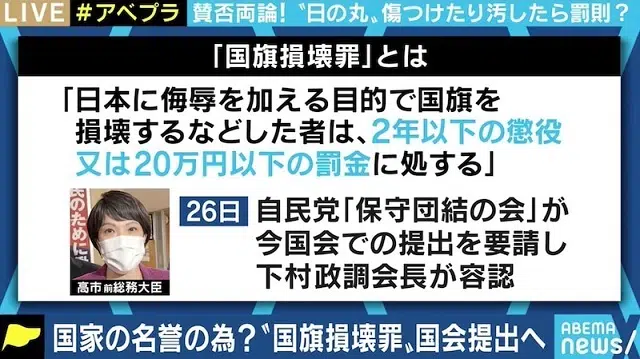 LIVE #アベプラ 賛否両論!〝日の丸〟傷つけたり汚したら罰則?
「国旗損壊罪」とは
「日本に侮辱を加える目的で国旗を
損壊するなどした者は、2年以下の懲役
又は20万円以下の罰金に処する」
民のために
高市 前総務大臣
26日 自民党「保守団結の会」が
今国会での提出を要請し
下村政調会長が容認
国家の名誉の為?〝国旗損壊罪〟国会提出へ
ABEMA
NEWS/